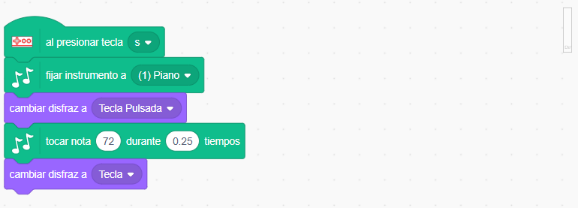 al presionar tecla s
fijar instrumento a (1) Piano
cambiar disfraz a Tecla Pulsada
tocar nota 72 durante 0.25 tiempos
cambiar disfraz a Tecla